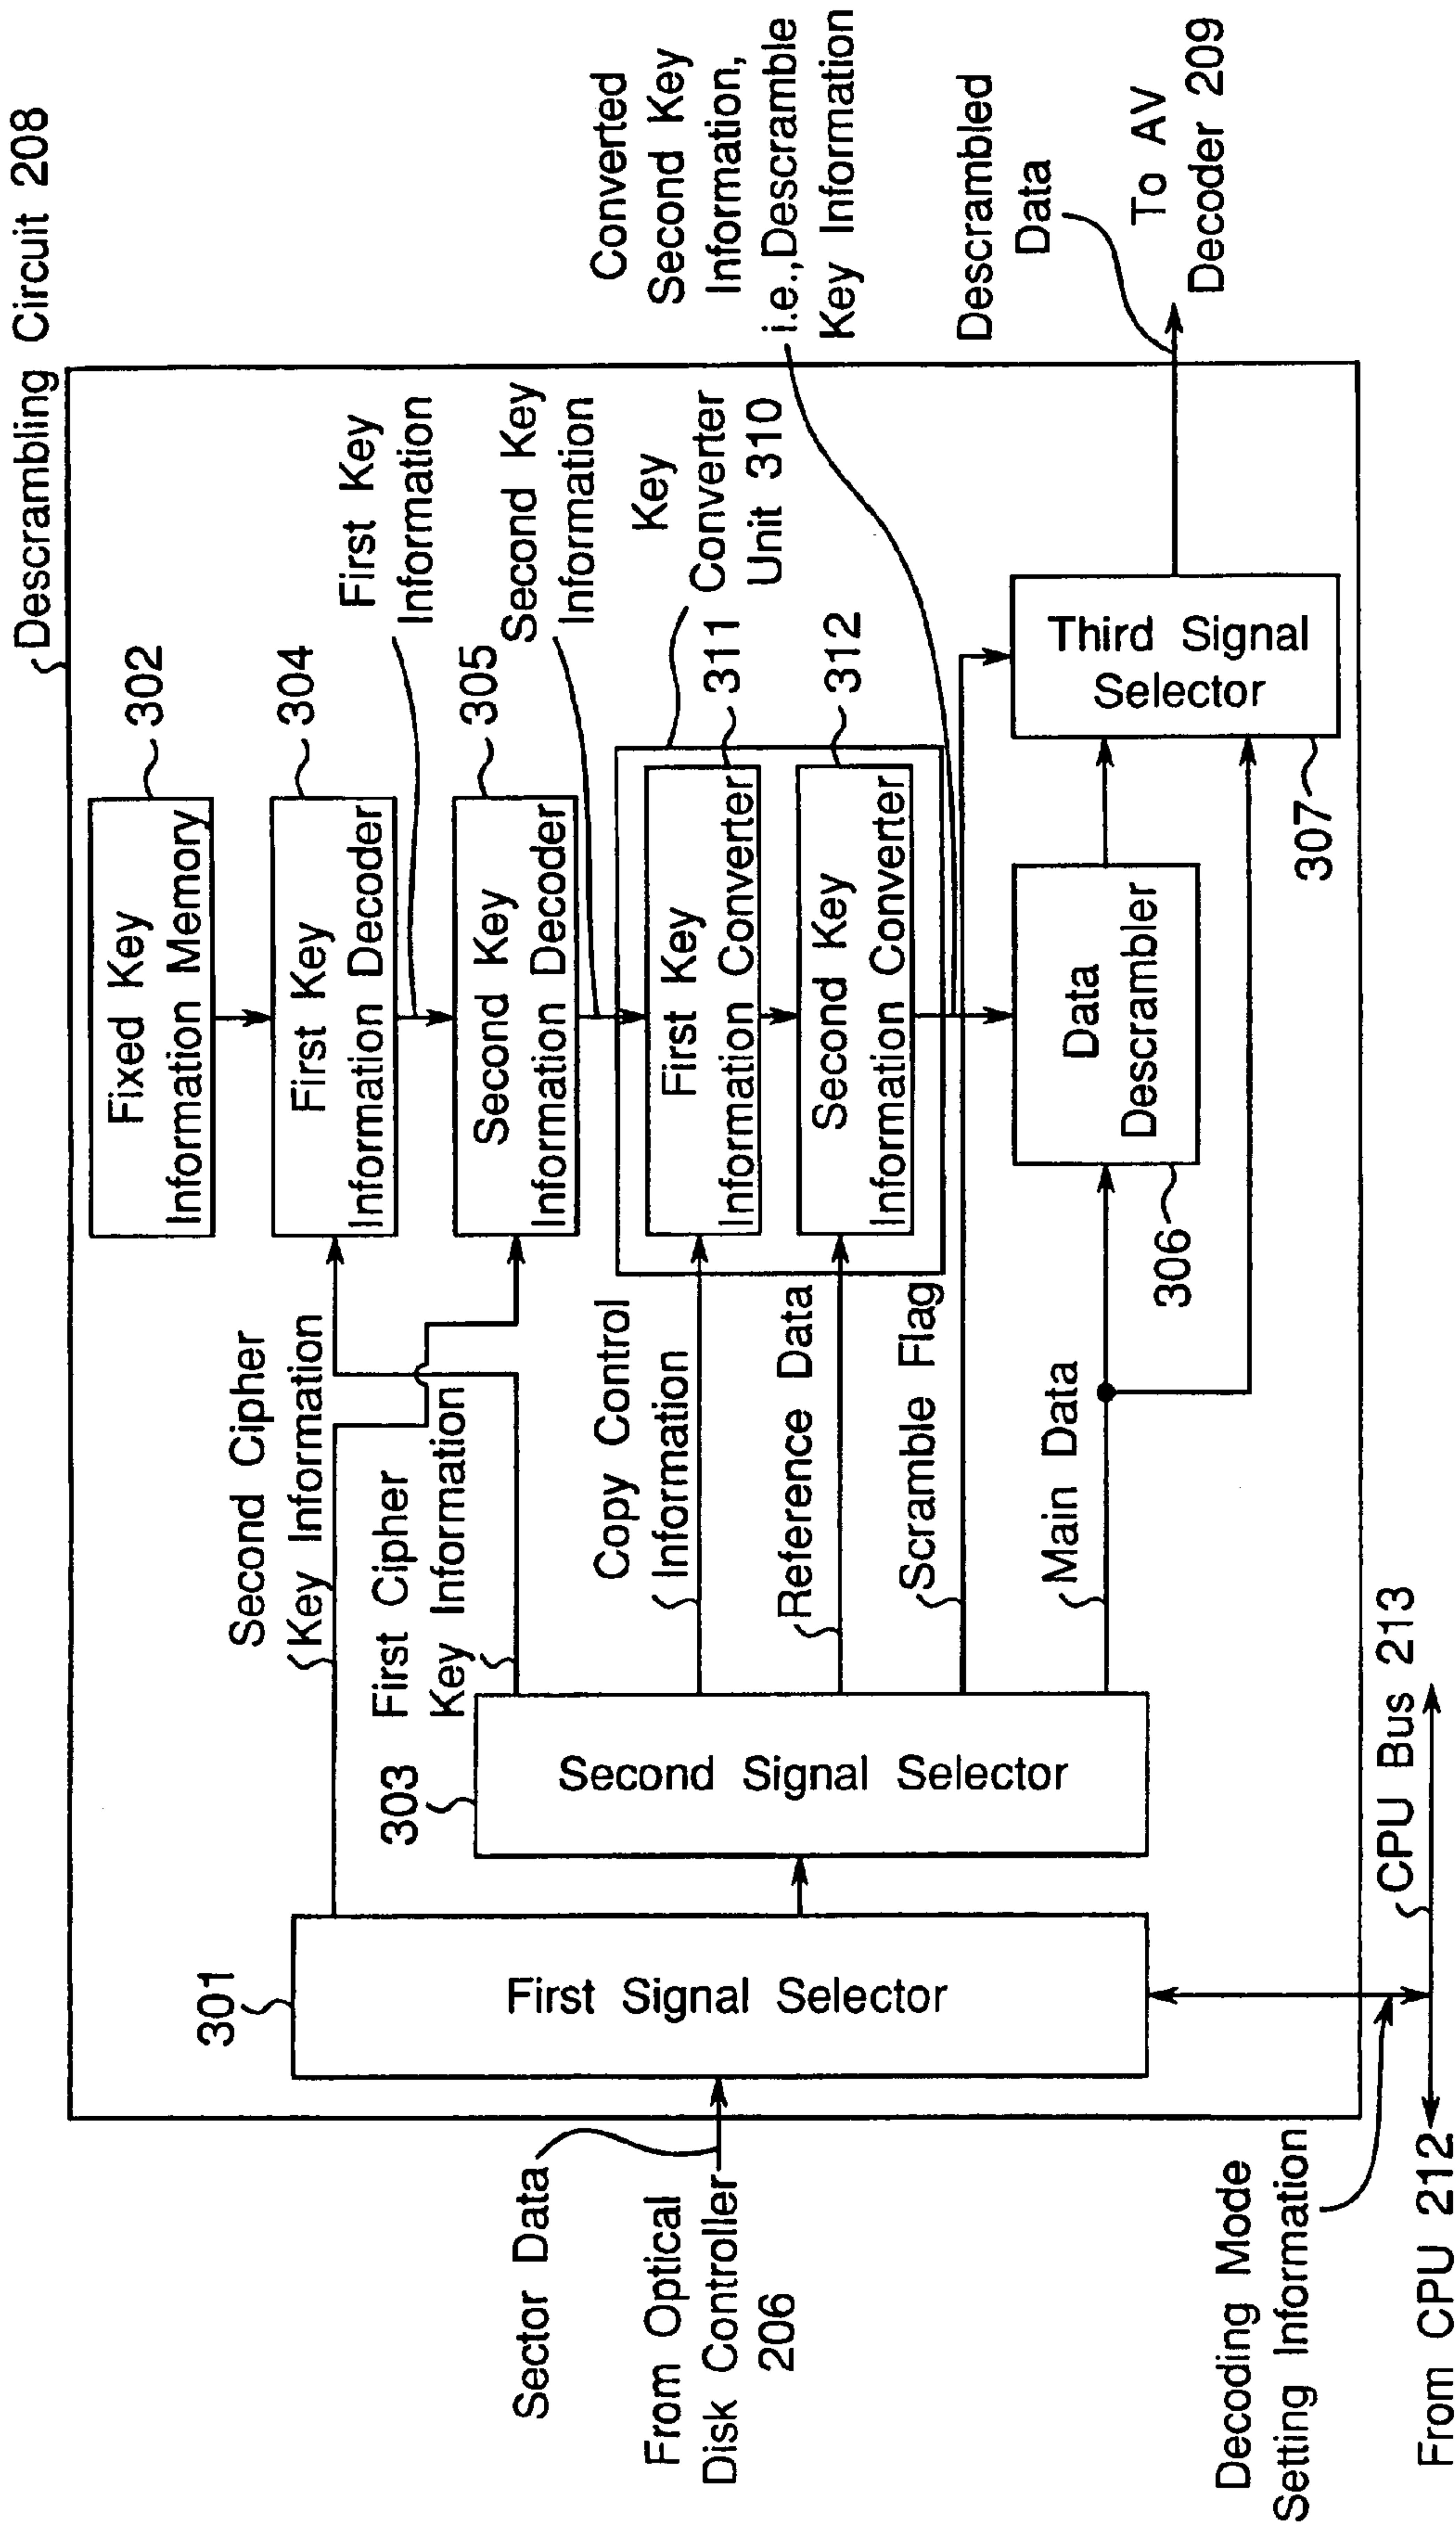 Descrambling Circuit 208
Fixed Key
Information Memory
302
First Key
Information Decoder
304
First Key
Information
Second Key
Information Decoder
305
Second Key
Information
Key
Converter
Unit 310
First Key
Information Converter
311
Second Key
Information Converter
312
Converted
Second Key
Information,
i.e.,Descramble
Key Information
Second Cipher
Key Information
First Cipher
Key Information
Copy Control
Information
Reference Data
Scramble Flag
Main Data
Data
Descrambler
306
Third Signal
Selector
307
Descrambled
Data
To AV
Decoder 209
303
Second Signal Selector
301
First Signal Selector
Sector Data
From Optical
Disk Controller
206
Decoding Mode
Setting Information
From CPU 212
CPU Bus 213